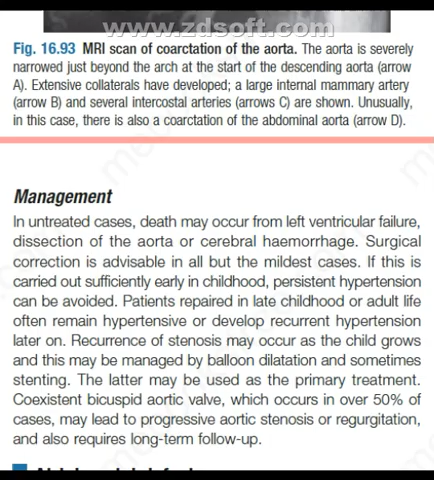 www.zdsoft.com
Fig. 16.93 MRI scan of coarctation of the aorta. The aorta is severely
narrowed just beyond the arch at the start of the descending aorta (arrow
A). Extensive collaterals have developed; a large internal mammary artery
(arrow B) and several intercostal arteries (arrows C) are shown. Unusually,
in this case, there is also a coarctation of the abdominal aorta (arrow D).
Management
In untreated cases, death may occur from left ventricular failure,
dissection of the aorta or cerebral haemorrhage. Surgical
correction is advisable in all but the mildest cases. If this is
carried out sufficiently early in childhood, persistent hypertension
can be avoided. Patients repaired in late childhood or adult life
often remain hypertensive or develop recurrent hypertension
later on. Recurrence of stenosis may occur as the child grows
and this may be managed by balloon dilatation and sometimes
stenting. The latter may be used as the primary treatment.
Coexistent bicuspid aortic valve, which occurs in over 50% of
cases, may lead to progressive aortic stenosis or regurgitation,
and also requires long-term follow-up.